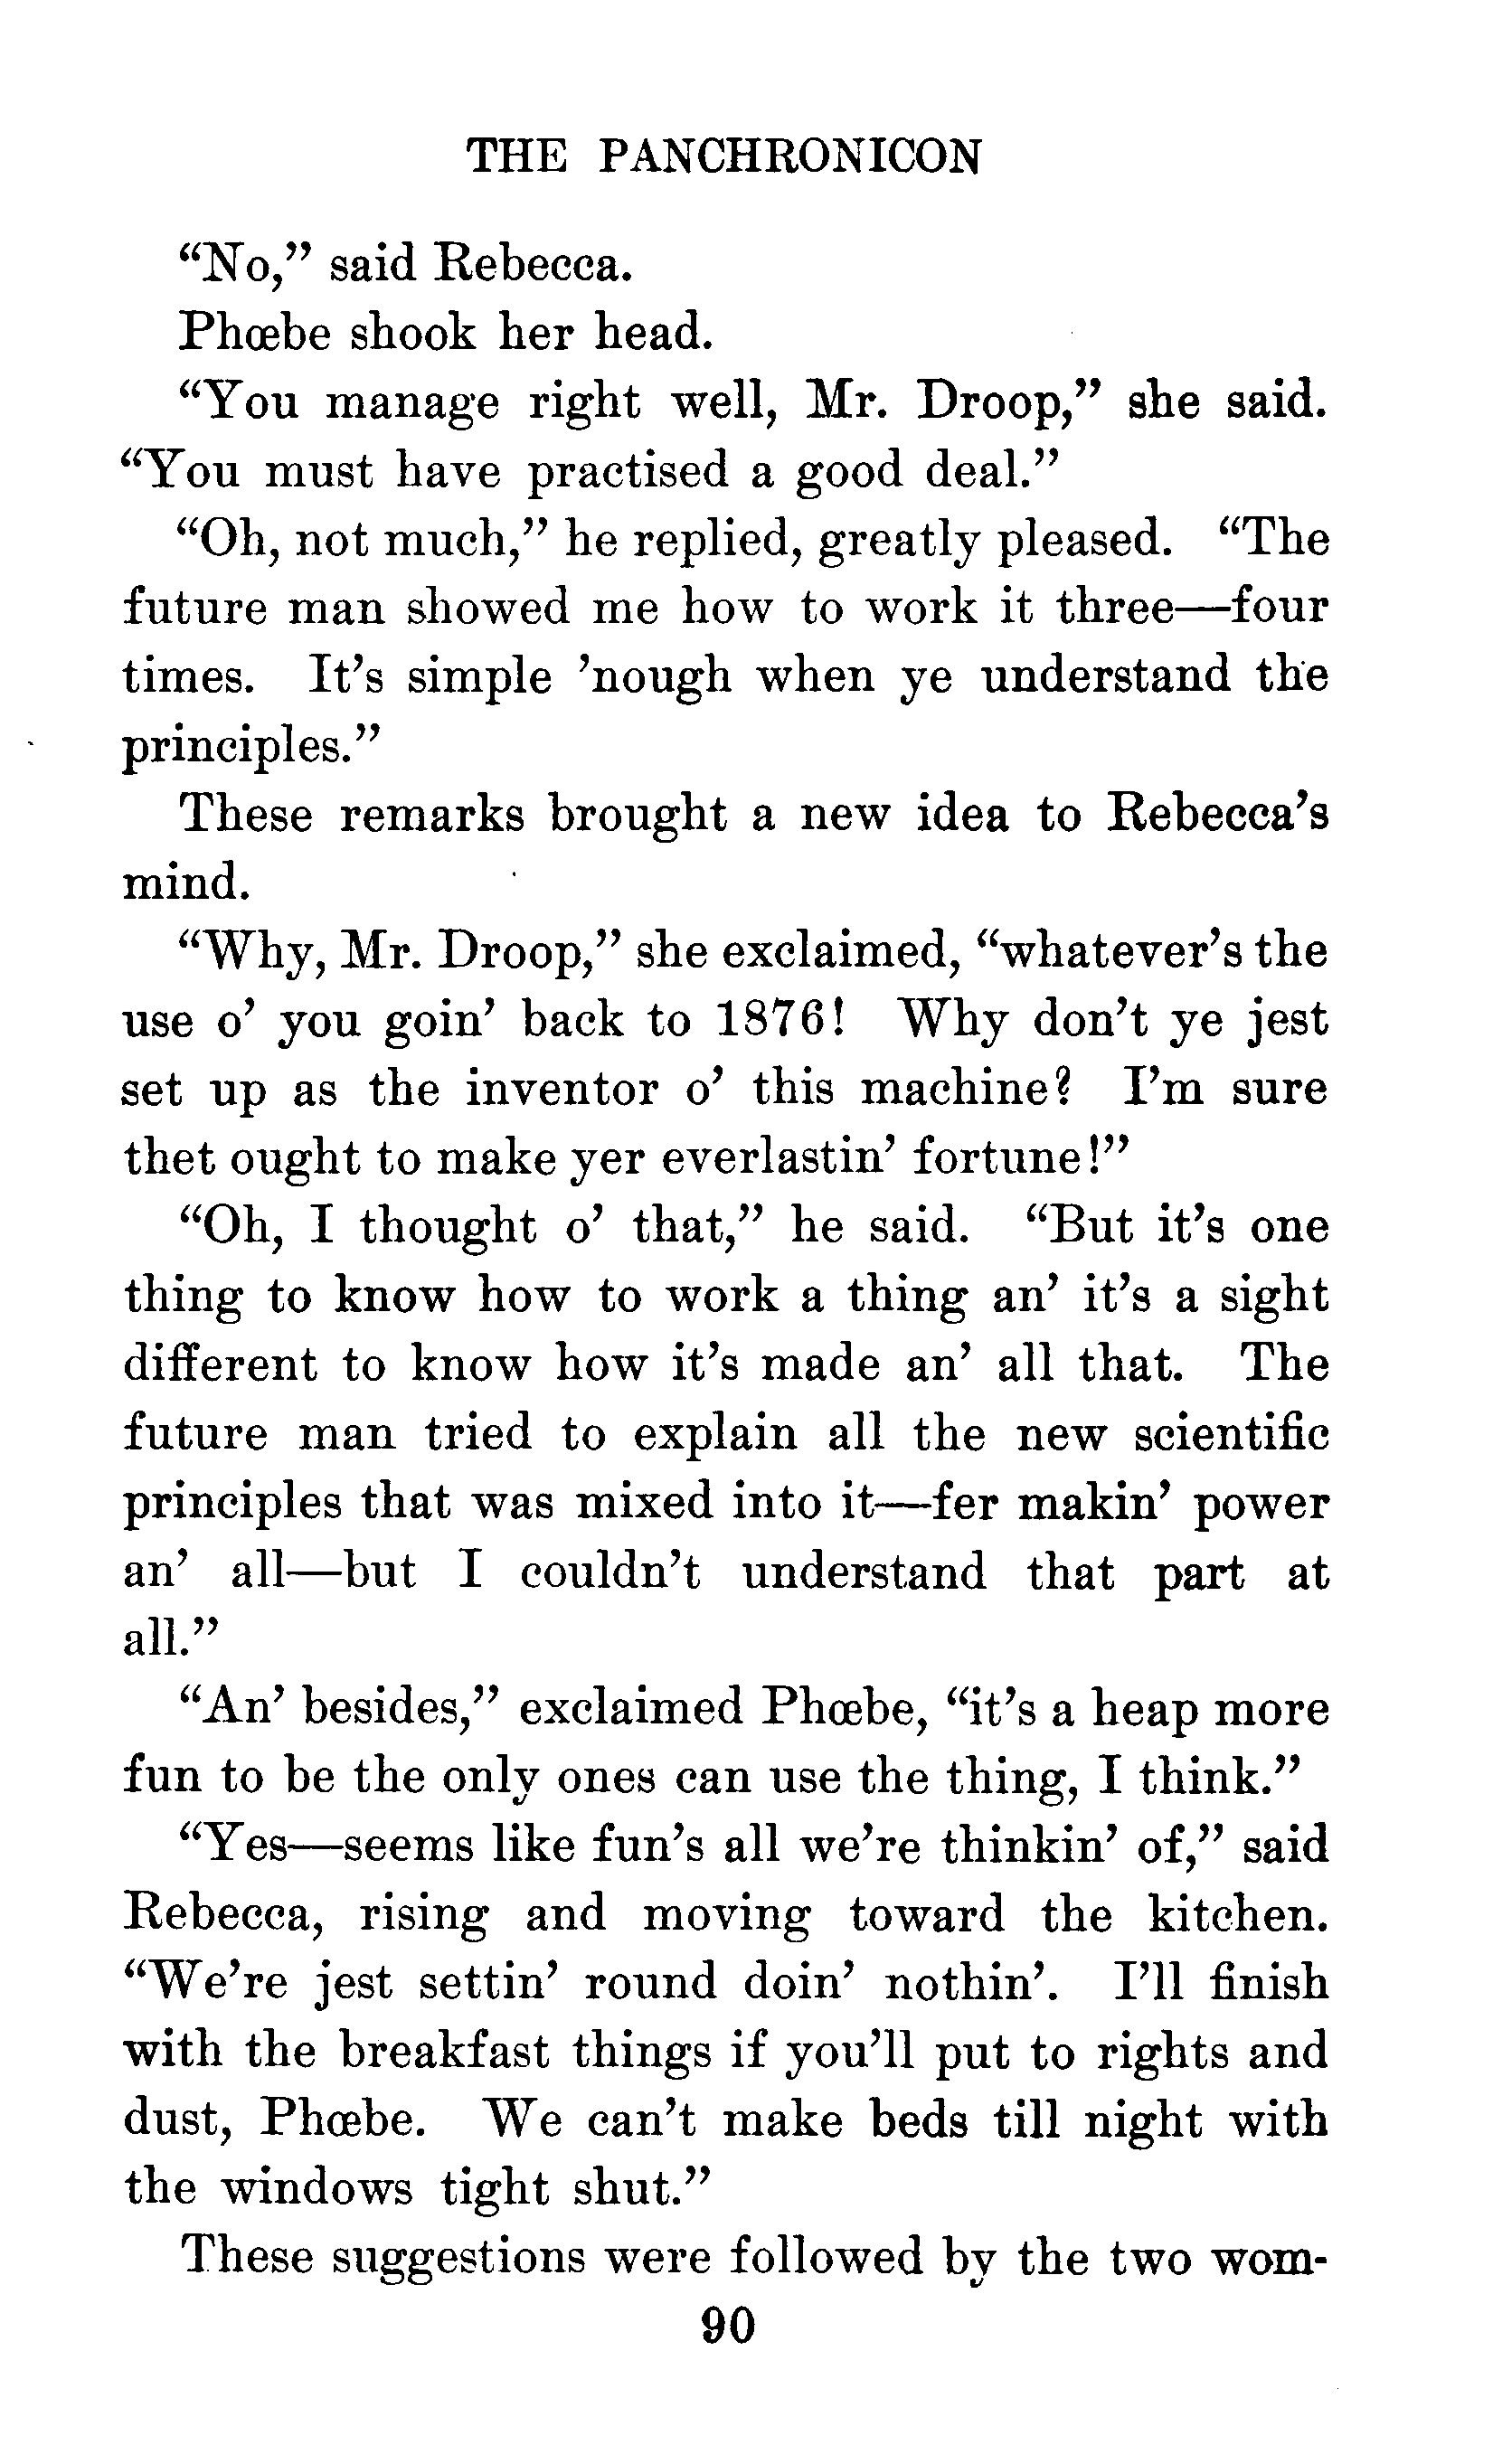 THE PANCHRONICON
“No,” said Rebecca.
Phœbe shook her head.
“You manage right well, Mr. Droop,” she said.
“You must have practised a good deal.”
“Oh, not much,” he replied, greatly pleased. “The
future man showed me how to work it three—four
times. It’s simple ’nough when ye understand the
principles.”
These remarks brought a new idea to Rebecca’s
mind.
“Why, Mr. Droop,” she exclaimed, “whatever’s the
use o’ you goin’ back to 1876! Why don’t ye jest
set up as the inventor o’ this machine? I’m sure
thet ought to make yer everlastin’ fortune!”
“Oh, I thought o’ that,” he said. “But it’s one
thing to know how to work a thing an’ it’s a sight
different to know how it’s made an’ all that. The
future man tried to explain all the new scientific
principles that was mixed into it—fer makin’ power
an’ all—but I couldn’t understand that part at
all.”
“An’ besides,” exclaimed Phœbe, “it’s a heap more
fun to be the only ones can use the thing, I think.”
“Yes—seems like fun’s all we’re thinkin’ of,” said
Rebecca, rising and moving toward the kitchen.
“We’re jest settin’ round doin’ nothin’. I’ll finish
with the breakfast things if you’ll put to rights and
dust, Phœbe. We can’t make beds till night with
the windows tight shut.”
These suggestions were followed by the two wom-
90